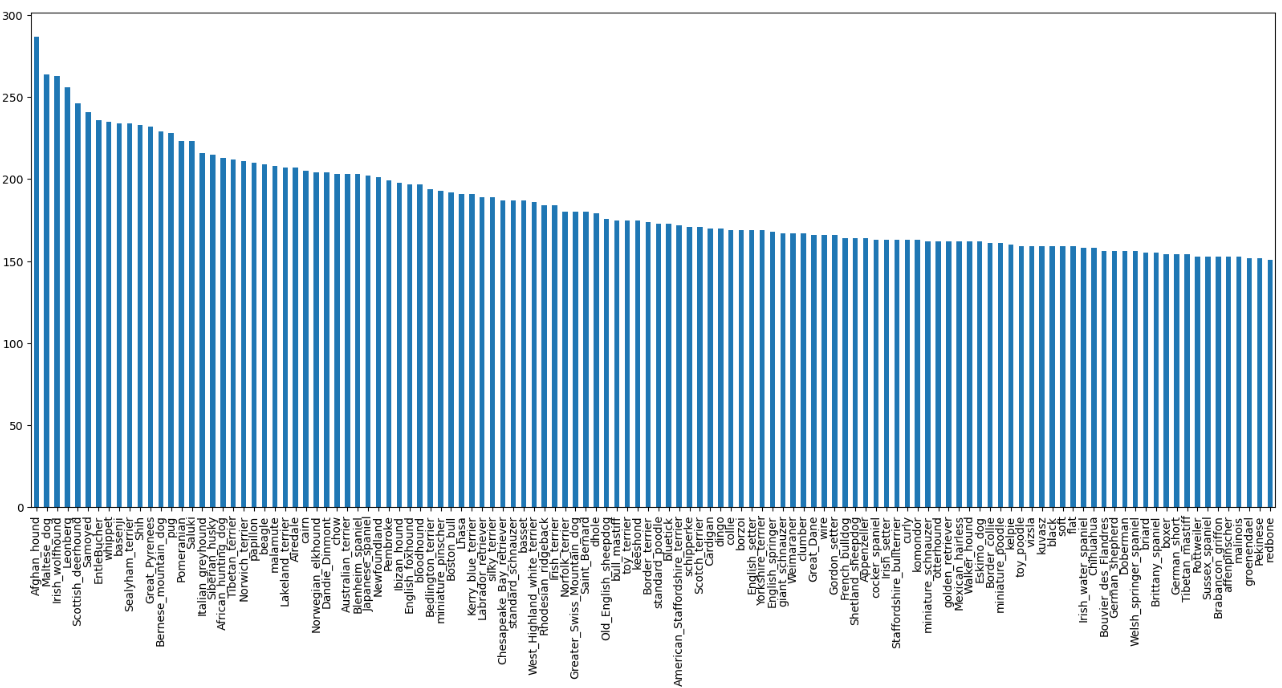 300
250
200
150
100
50
0
Afghan_hound
Maltese_dog
Irish_wolfhound
Leonberg
Scottish_deerhound
Samoyed
EntleBucher
whippet
basenji
Sealyham_terrier
Shih
Great_Pyrenees
Bernese_mountain_dog
pug
Pomeranian
Saluki
Italian_greyhound
Siberian_husky
African_hunting_dog
Tibetan_terrier
Norwich_terrier
papillon
beagle
malamute
Lakeland_terrier
Airedale
cairn
Norwegian_elkhound
Dandie_Dinmont
chow
Australian_terrier
Blenheim_spaniel
Japanese_spaniel
Newfoundland
Pembroke
Ibizan_hound
English_foxhound
bloodhound
Bedlington_terrier
miniature_pinscher
Boston_bull
Lhasa
Kerry_blue_terrier
Labrador_retriever
silky_terrier
Chesapeake_Bay_retriever
standard_schnauzer
basset
West_Highland_white_terrier
Rhodesian_ridgeback
Irish_terrier
Norfolk_terrier
Greater_Swiss_Mountain_dog
Saint_Bernard
dhole
Old_English_sheepdog
bull_mastiff
toy_terrier
keeshond
Border_terrier
standard_poodle
bluetick
American_Staffordshire_terrier
schipperke
Scotch_terrier
Cardigan
dingo
collie
borzoi
English_setter
Yorkshire_terrier
English_springer
giant_schnauzer
Weimaraner
clumber
Great_Dane
wire
Gordon_setter
French_bulldog
Shetland_sheepdog
Appenzeller
cocker_spaniel
Irish_setter
Staffordshire_bullterrier
curly
komondor
miniature_schnauzer
otterhound
golden_retriever
Mexican_hairless
Walker_hound
Eskimo_dog
Border_collie
miniature_poodle
Doodle
toy_poodle
vizsla
kuvasz
black
soft
flat
Irish_water_spaniel
Chihuahua
Bouvier_des_Flandres
German_shepherd
Doberman
Welsh_springer_spaniel
briard
Brittany_spaniel
boxer
German_short
Tibetan_mastiff
Rottweiler
Sussex_spaniel
Brabancon_griffon
affenpinscher
malinois
groenendael
Pekinese
redbone